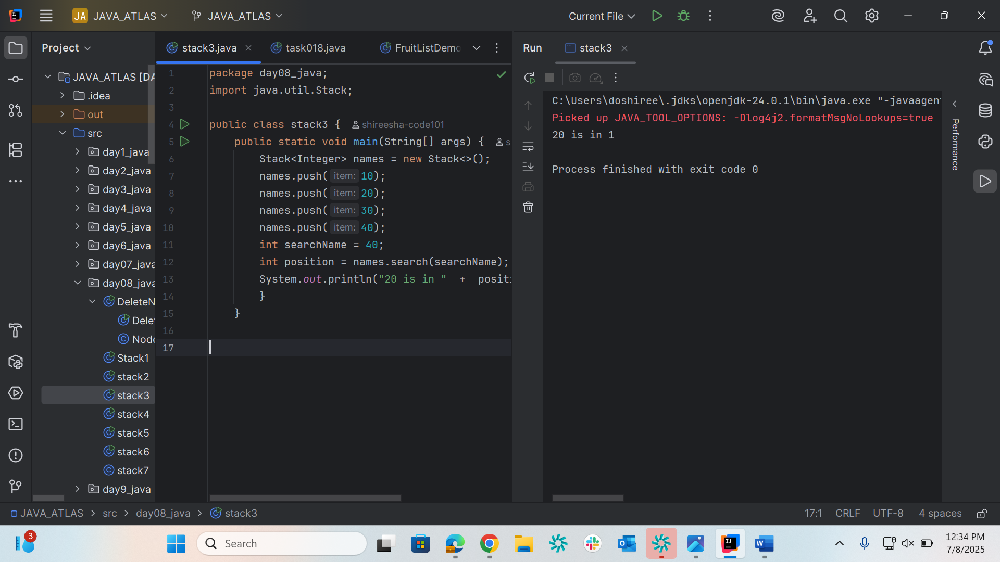 JA JAVA_ATLAS JAVA_ATLAS Current File
Project
stack3.java task018.java FruitListDemo
Run stack3
JAVA_ATLAS [DA
.idea
out
src
day1_java
day2_java
day3_java
day4_java
day5_java
day6_java
day07_java
day08_java
DeleteN
Delet
Node
Stack1
stack2
stack3
stack4
stack5
stack6
stack7
day9_java
1 package day08_java;
2 import java.util.Stack;
3
4 public class stack3 { shireesha-code101
5 public static void main(String[] args) { sl
6 Stack<Integer> names = new Stack<>();
7 names.push( item: 10);
8 names.push( item: 20);
9 names.push( item: 30);
10 names.push( item: 40);
11 int searchName = 40;
12 int position = names.search(searchName);
13 System.out.println("20 is in " + positi
14 }
15 }
16
17
C:\Users\doshiree\.jdks\openjdk-24.0.1\bin\java.exe "-javaagent
Picked up JAVA_TOOL_OPTIONS: -Dlog4j2.formatMsgNoLookups=true
20 is in 1
Process finished with exit code 0
Performance
JAVA_ATLAS > src > day08_java > stack3
17:1 CRLF UTF-8 4 spaces
3
Search
12:34 PM
7/8/2025